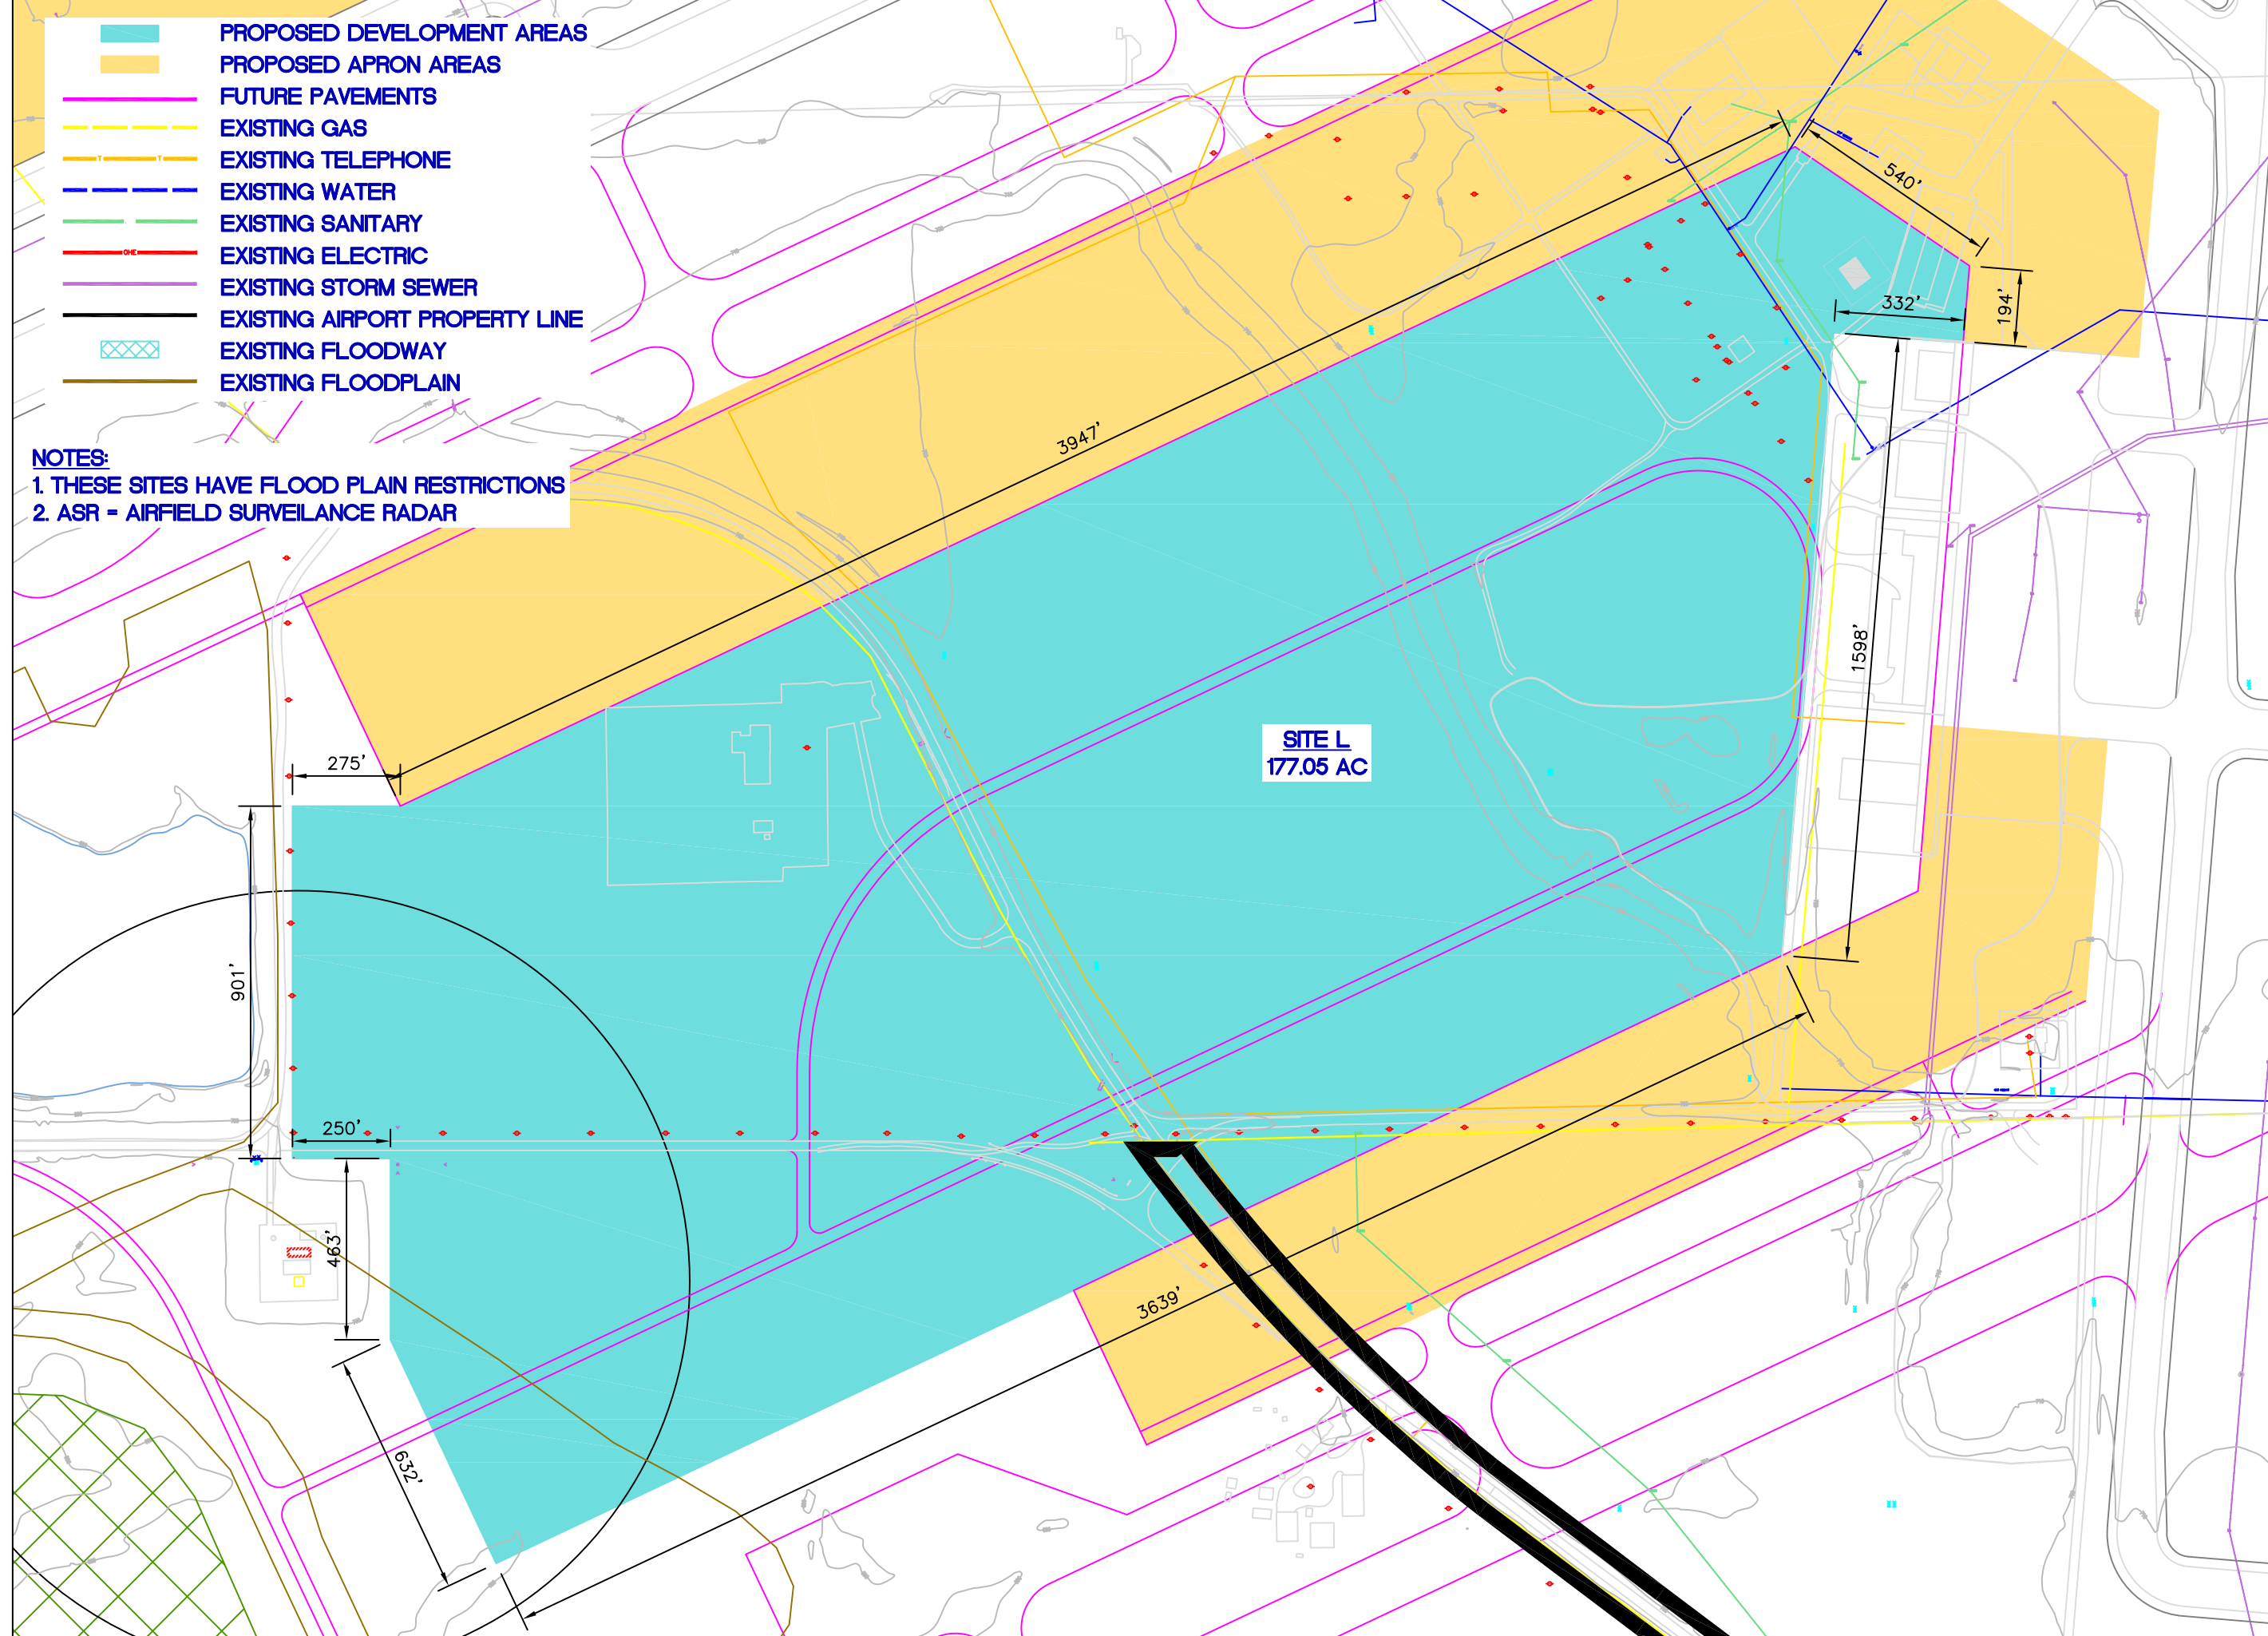 PROPOSED DEVELOPMENT AREAS
PROPOSED APRON AREAS
FUTURE PAVEMENTS
EXISTING GAS
T T EXISTING TELEPHONE
EXISTING WATER
EXISTING SANITARY
OHE EXISTING ELECTRIC
EXISTING STORM SEWER
EXISTING AIRPORT PROPERTY LINE
EXISTING FLOODWAY
EXISTING FLOODPLAIN
NOTES:
1. THESE SITES HAVE FLOOD PLAIN RESTRICTIONS
2. ASR = AIRFIELD SURVEILANCE RADAR
540'
332'
194'
3947'
1598'
SITE L
177.05 AC
275'
901'
250'
463'
3639'
632'